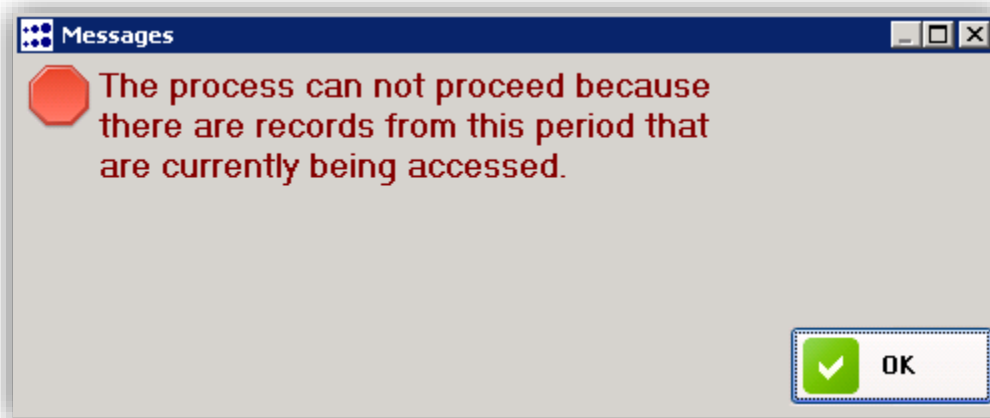 Messages
The process can not proceed because
there are records from this period that
are currently being accessed.
OK